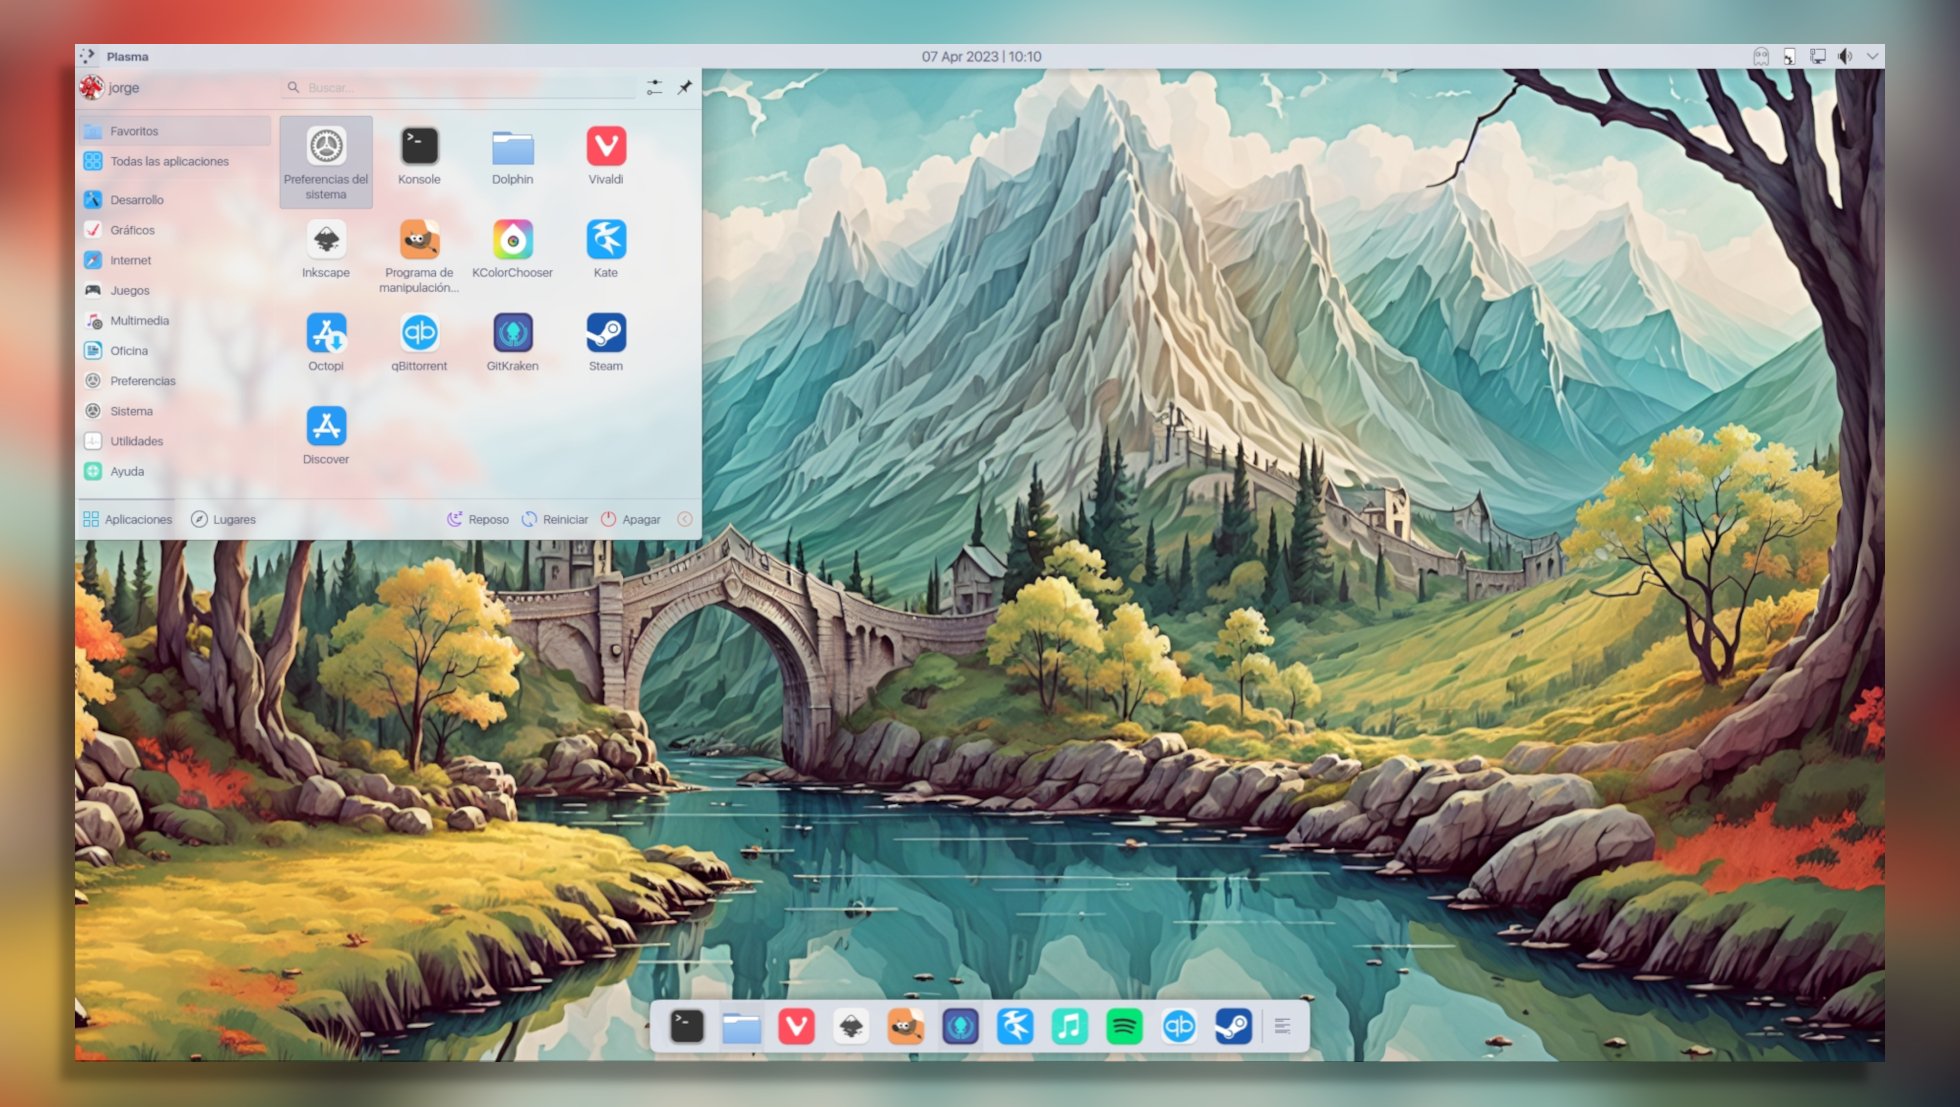 Plasma
07 Apr 2023 | 10:10
jorge
Buscar...
Favoritos
Todas las aplicaciones
Desarrollo
Gráficos
Internet
Juegos
Multimedia
Oficina
Preferencias
Sistema
Utilidades
Ayuda
Preferencias del
sistema
Konsole
Dolphin
Vivaldi
Inkscape
Programa de
manipulación...
KColorChooser
Kate
Octopi
qBittorrent
GitKraken
Steam
Discover
Aplicaciones
Lugares
Reposo
Reiniciar
Apagar